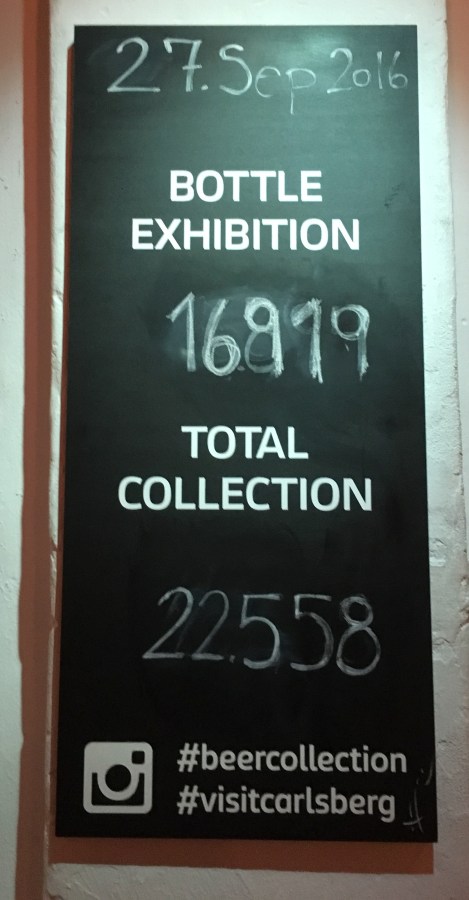 27.Sep 2016
BOTTLE
EXHIBITION
16.919
TOTAL
COLLECTION
22.558
#beercollection
#visitcarlsberg